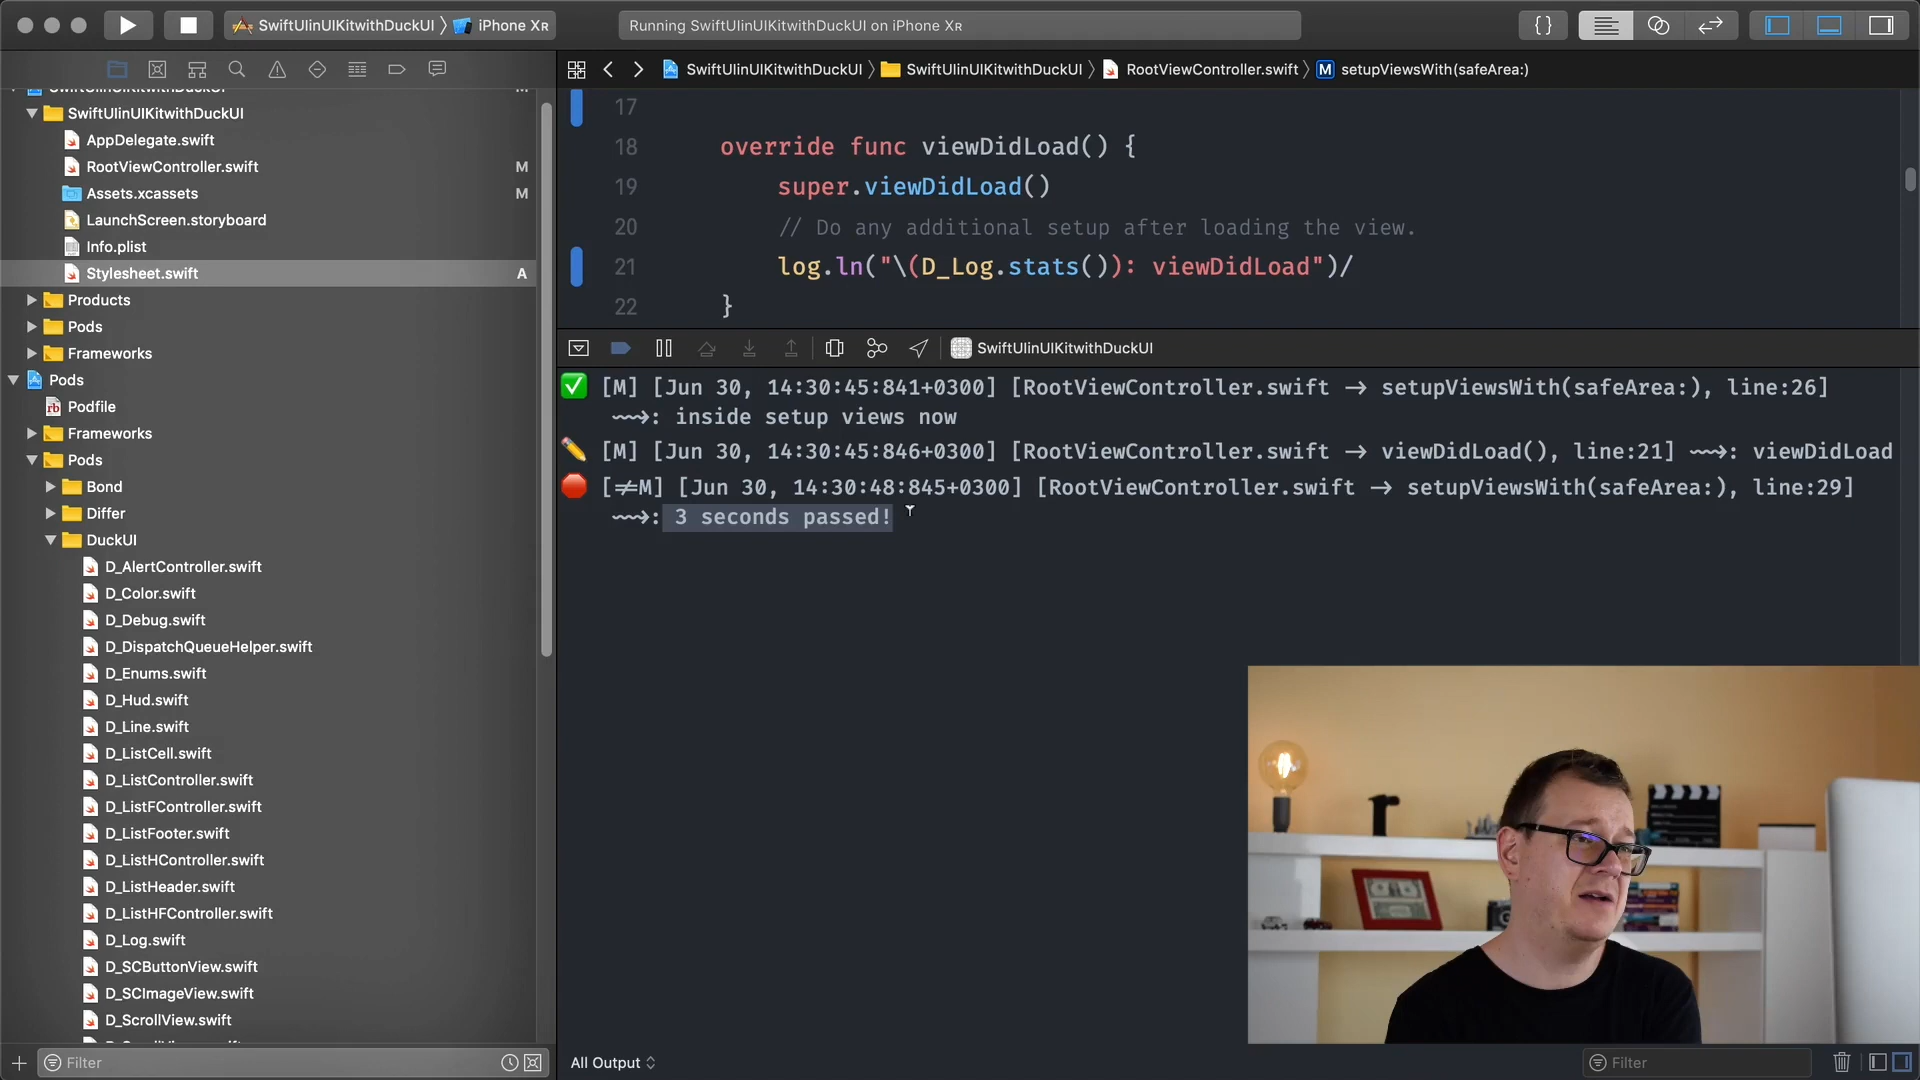 SwiftUIinUIKitwithDuckUI
iPhone XR
Running SwiftUIinUIKitwithDuckUI on iPhone XR
{}
SwiftUIinUIKitwithDuckUI
SwiftUIinUIKitwithDuckUI
RootViewController.swift
M setupViewsWith(safeArea:)
SwiftUIinUIKitwithDuckUI M
SwiftUIinUIKitwithDuckUI
AppDelegate.swift
RootViewController.swift M
Assets.xcassets M
LaunchScreen.storyboard
Info.plist
Stylesheet.swift A
Products
Pods
Frameworks
Pods
Podfile
Frameworks
Pods
Bond
Differ
DuckUI
D_AlertController.swift
D_Color.swift
D_Debug.swift
D_DispatchQueueHelper.swift
D_Enums.swift
D_Hud.swift
D_Line.swift
D_ListCell.swift
D_ListController.swift
D_ListFController.swift
D_ListFooter.swift
D_ListHController.swift
D_ListHeader.swift
D_ListHFController.swift
D_Log.swift
D_SCButtonView.swift
D_SCImageView.swift
D_ScrollView.swift
Filter
17
18 override func viewDidLoad() {
19 super.viewDidLoad()
20 // Do any additional setup after loading the view.
21 log.ln("\(D_Log.stats()): viewDidLoad")/
22 }
SwiftUIinUIKitwithDuckUI
✅ [M] [Jun 30, 14:30:45:841+0300] [RootViewController.swift -> setupViewsWith(safeArea:), line:26]
~~>: inside setup views now
✏️ [M] [Jun 30, 14:30:45:846+0300] [RootViewController.swift -> viewDidLoad(), line:21] ~~>: viewDidLoad
🛑 [≠M] [Jun 30, 14:30:48:845+0300] [RootViewController.swift -> setupViewsWith(safeArea:), line:29]
~~>: 3 seconds passed!
All Output
Filter